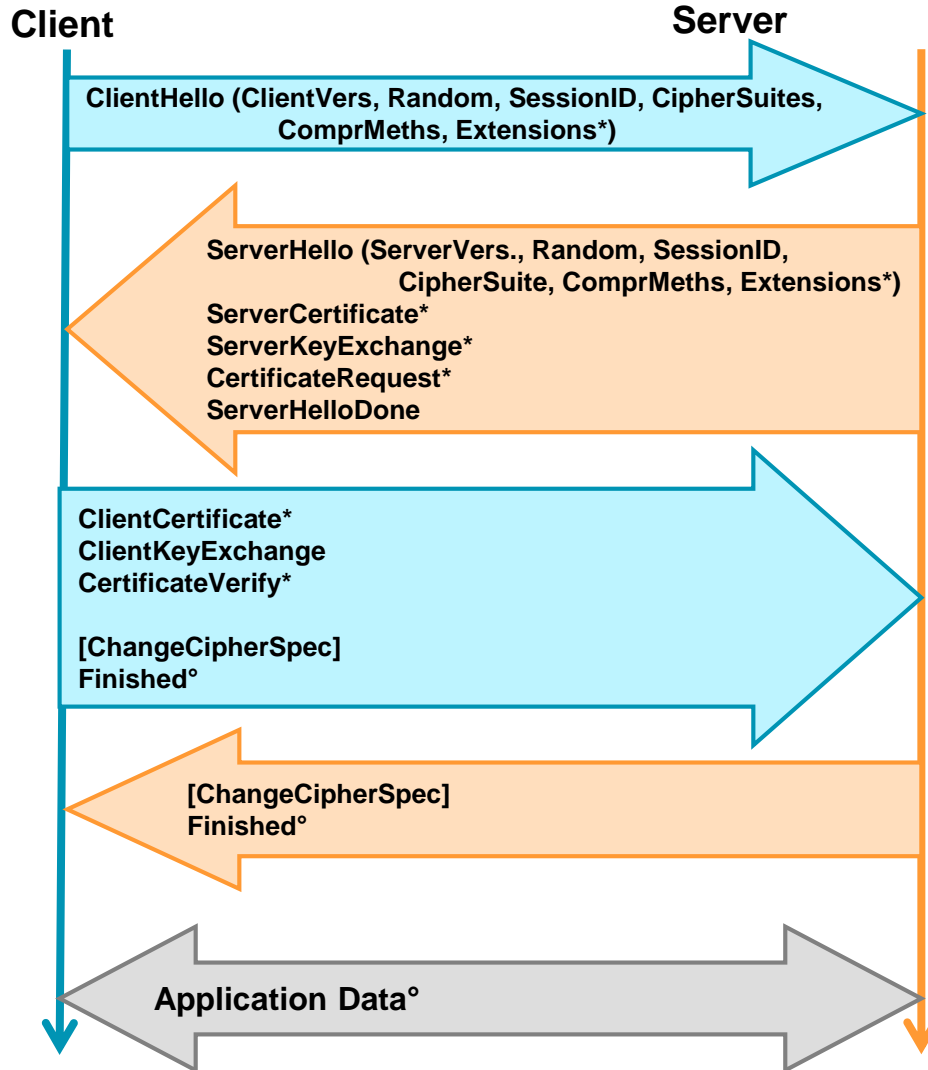 Client
Server
ClientHello (ClientVers, Random, SessionID, CipherSuites,
ComprMeths, Extensions*)
ServerHello (ServerVers., Random, SessionID,
CipherSuite, ComprMeths, Extensions*)
ServerCertificate*
ServerKeyExchange*
CertificateRequest*
ServerHelloDone
ClientCertificate*
ClientKeyExchange
CertificateVerify*
[ChangeCipherSpec]
Finished°
[ChangeCipherSpec]
Finished°
Application Data°